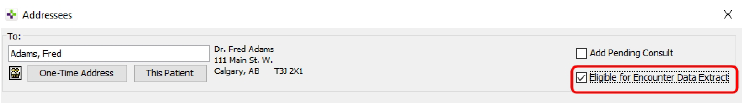 Addressees
To:
Adams, Fred
Dr. Fred Adams
111 Main St. W.
Calgary, AB T3J 2X1
One-Time Address
This Patient
Add Pending Consult
Eligible for Encounter Data Extract